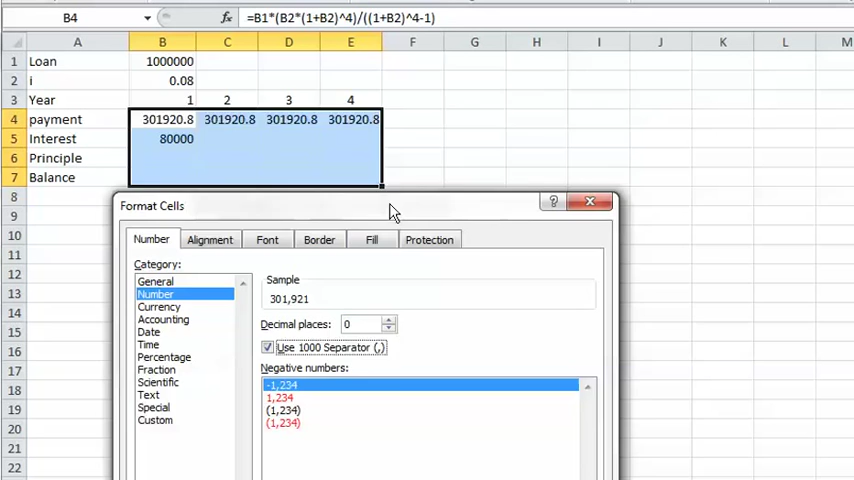 B4 fx =B1*(B2*(1+B2)^4)/((1+B2)^4-1)
A B C D E F G H I J K L M
1 Loan 1000000
2 i 0.08
3 Year 1 2 3 4
4 payment 301920.8 301920.8 301920.8 301920.8
5 Interest 80000
6 Principle
7 Balance
8
Format Cells ?
9
10
Number Alignment Font Border Fill Protection
11
12
Category:
General
Number
Currency
Accounting
Date
Time
Percentage
Fraction
Scientific
Text
Special
Custom
Sample
301,921
Decimal places: 0
Use 1000 Separator (,)
Negative numbers:
-1,234
1,234
(1,234)
(1,234)
13
14
15
16
17
18
19
20
21
22